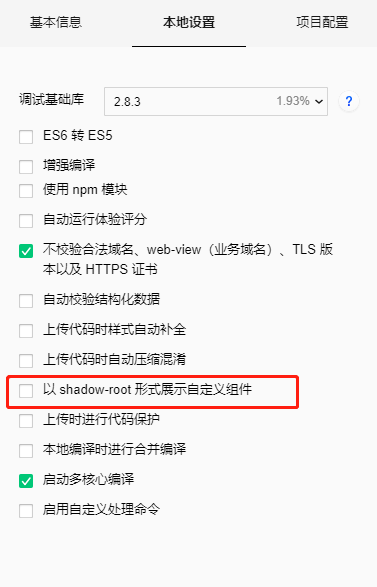 基本信息 本地设置 项目配置
调试基础库 2.8.3 1.93% ?
ES6 转 ES5
增强编译
使用 npm 模块
自动运行体验评分
不校验合法域名、web-view（业务域名）、TLS 版
本以及 HTTPS 证书
自动校验结构化数据
上传代码时样式自动补全
上传代码时自动压缩混淆
以 shadow-root 形式展示自定义组件
上传时进行代码保护
本地编译时进行合并编译
启动多核心编译
启用自定义处理命令